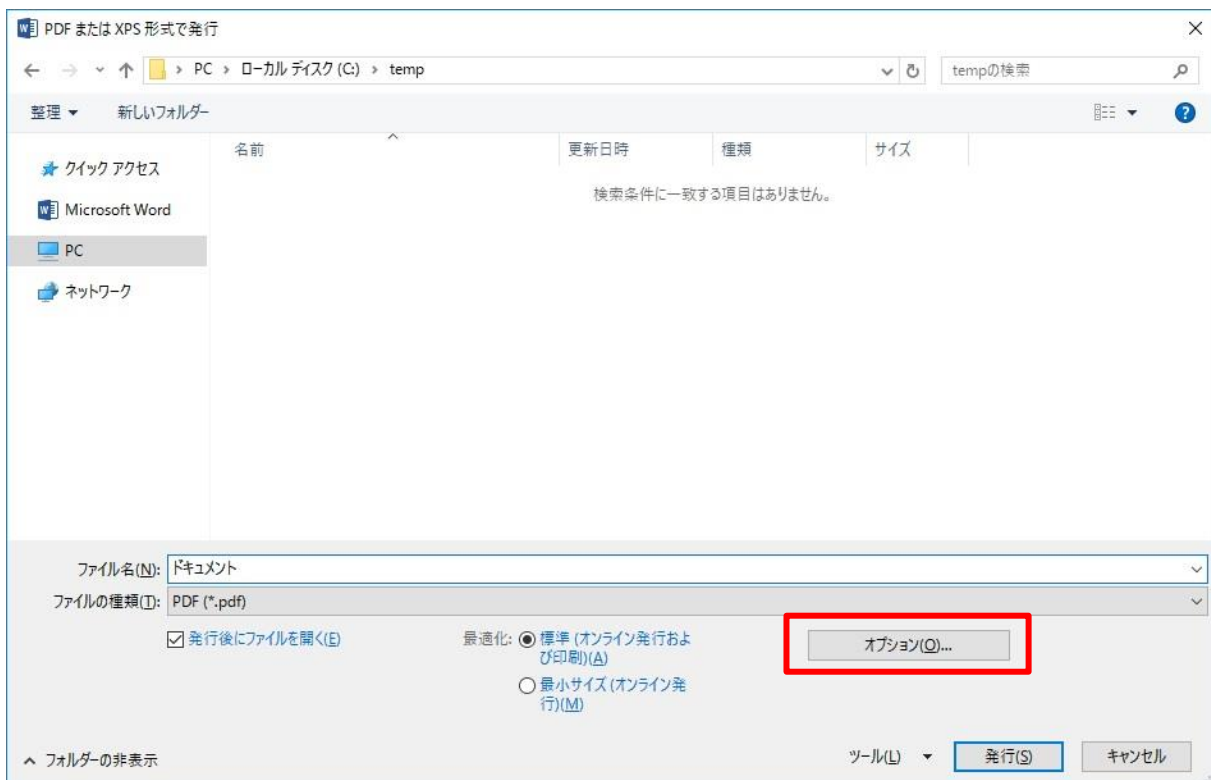 PDF または XPS 形式で発行
PC › ローカル ディスク (C:) › temp
tempの検索
整理
新しいフォルダー
名前
更新日時
種類
サイズ
クイック アクセス
検索条件に一致する項目はありません。
Microsoft Word
PC
ネットワーク
ファイル名(N): ドキュメント
ファイルの種類(T): PDF (*.pdf)
発行後にファイルを開く(E)
最適化:
標準 (オンライン発行およ
び印刷)(A)
最小サイズ (オンライン発
行)(M)
オプション(O)...
フォルダーの非表示
ツール(L)
発行(S)
キャンセル